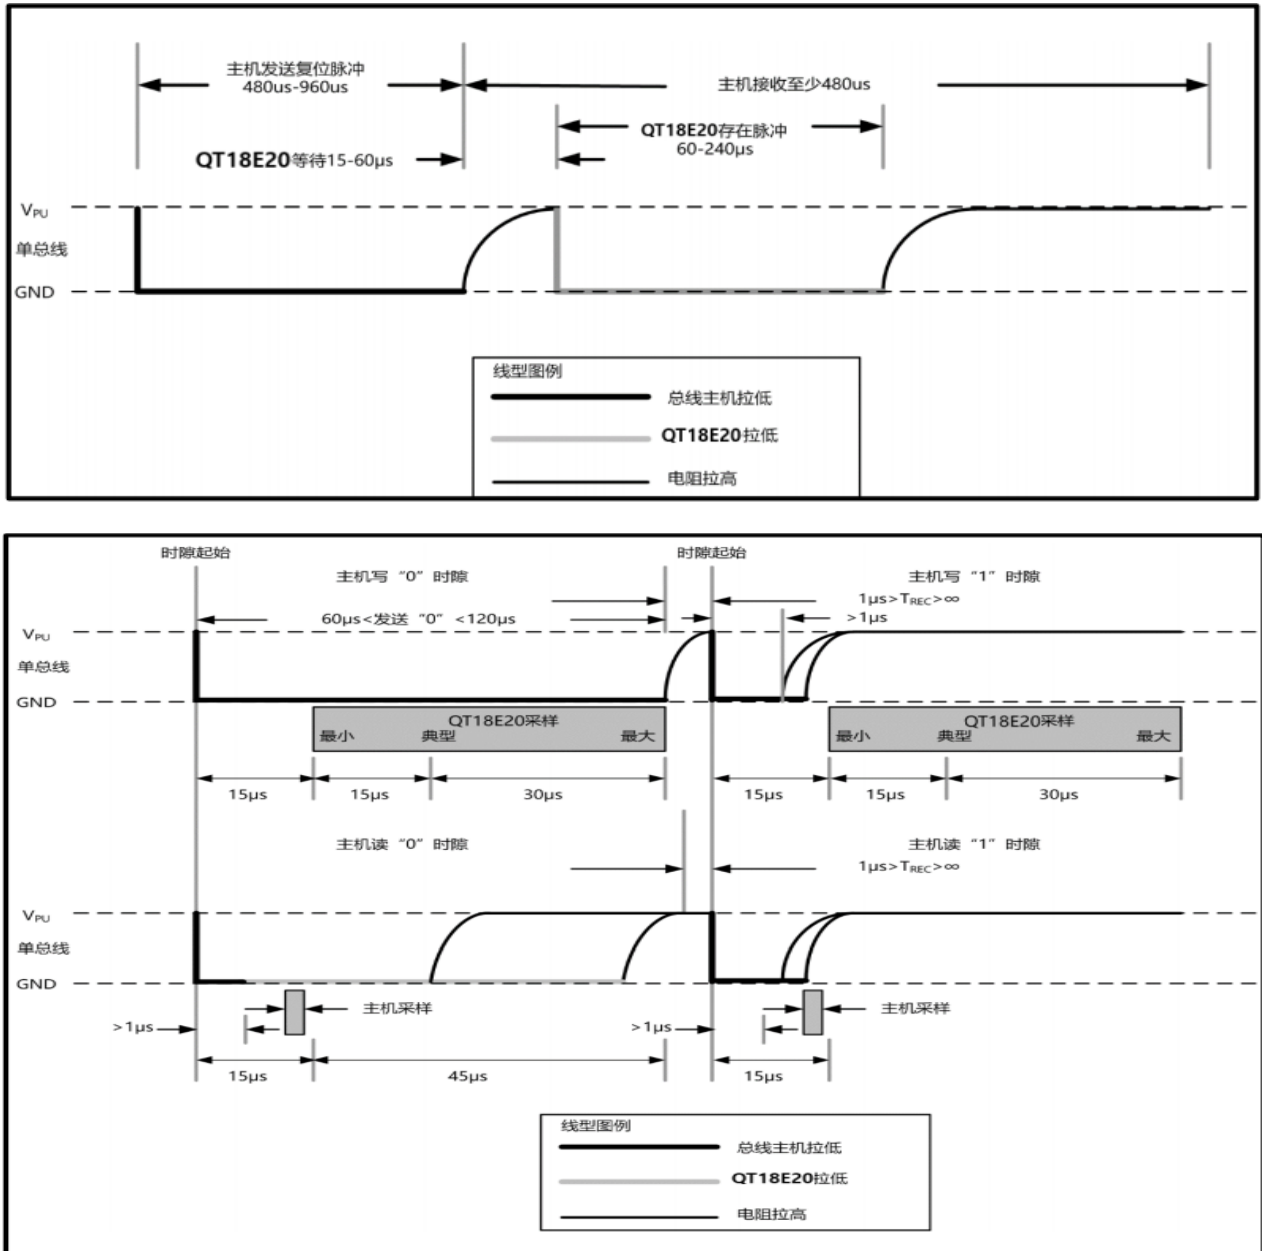 主机发送复位脉冲
480us-960us
主机接收至少480us
QT18E20存在脉冲
60-240μs
QT18E20等待15-60μs
VPU
单总线
GND
线型图例
总线主机拉低
QT18E20拉低
电阻拉高
时隙起始
时隙起始
主机写“0”时隙
主机写“1”时隙
1μs>TREC>∞
60μs<发送“0”<120μs
>1μs
VPU
单总线
GND
QT18E20采样
最小 典型 最大
QT18E20采样
最小 典型 最大
15μs 15μs 30μs
15μs 15μs 30μs
主机读“0”时隙
主机读“1”时隙
1μs>TREC>∞
VPU
单总线
GND
主机采样
主机采样
>1μs
>1μs
15μs 45μs
15μs
线型图例
总线主机拉低
QT18E20拉低
电阻拉高